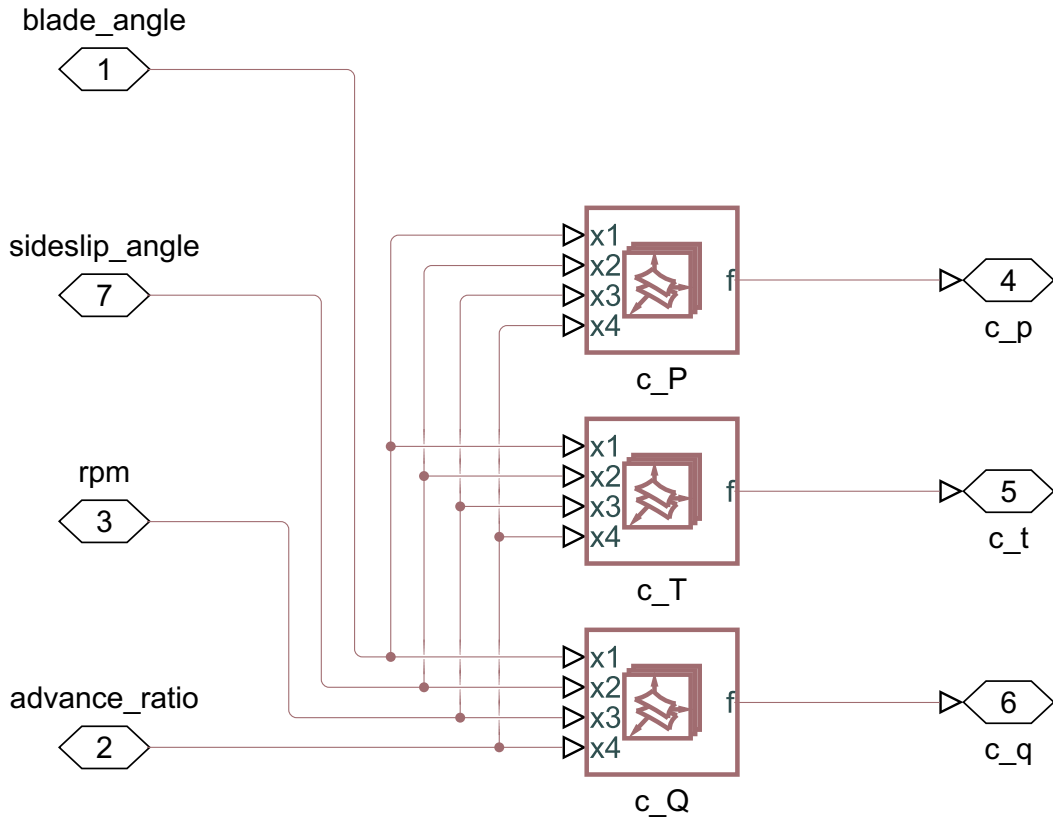 blade_angle
1
sideslip_angle
7
rpm
3
advance_ratio
2
x1
x2
x3
x4
f
c_P
x1
x2
x3
x4
f
c_T
x1
x2
x3
x4
f
c_Q
4
c_p
5
c_t
6
c_q